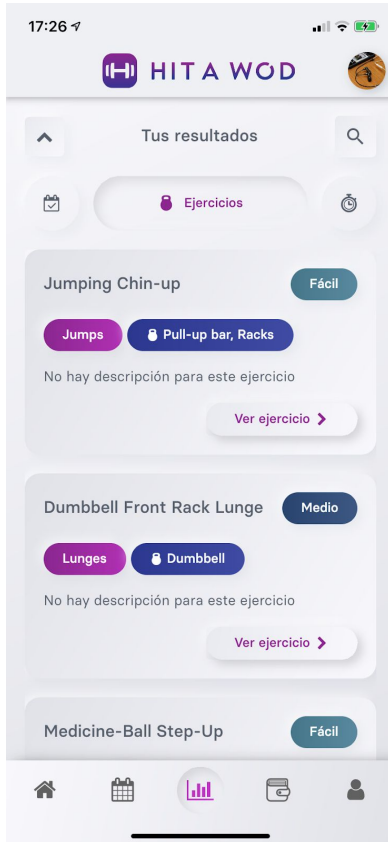 17:26
HIT A WOD
Tus resultados
Ejercicios
Jumping Chin-up
Fácil
Jumps
Pull-up bar, Racks
No hay descripción para este ejercicio
Ver ejercicio
Dumbbell Front Rack Lunge
Medio
Lunges
Dumbbell
No hay descripción para este ejercicio
Ver ejercicio
Medicine-Ball Step-Up
Fácil